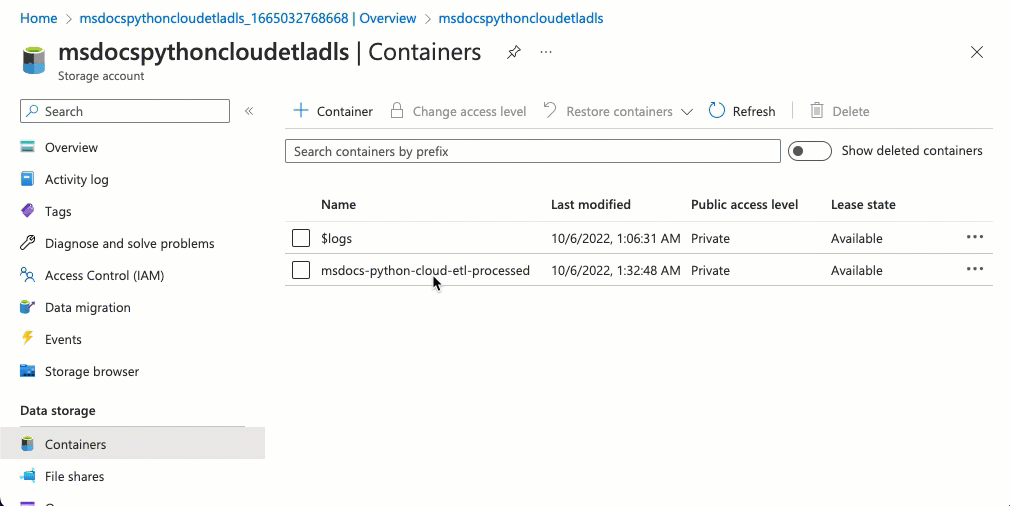 Home > msdocspythoncloudetladls_1665032768668 | Overview > msdocspythoncloudetladls
msdocspythoncloudetladls | Containers
Storage account
Search
Container Change access level Restore containers Refresh Delete
Search containers by prefix Show deleted containers
Overview
Activity log
Tags
Diagnose and solve problems
Access Control (IAM)
Data migration
Events
Storage browser
Data storage
Containers
File shares
Name Last modified Public access level Lease state
$logs 10/6/2022, 1:06:31 AM Private Available
msdocs-python-cloud-etl-processed 10/6/2022, 1:32:48 AM Private Available